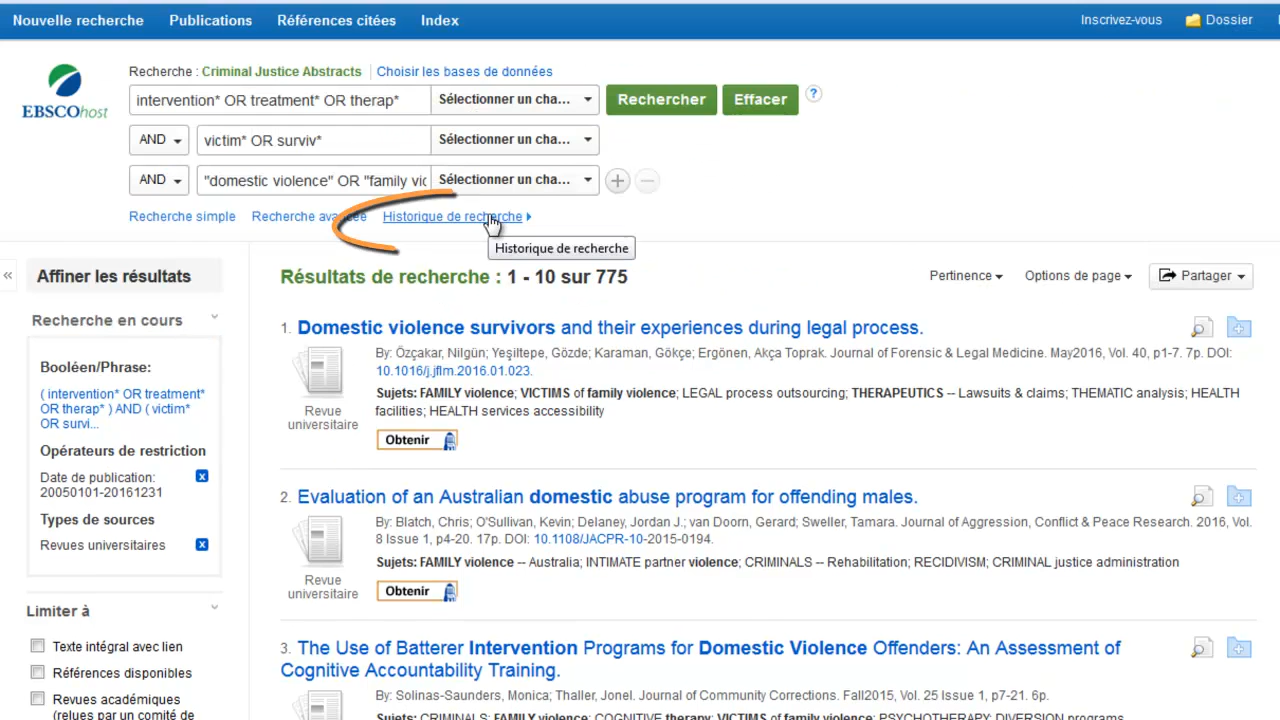 Nouvelle recherche Publications Références citées Index Inscrivez-vous Dossier
Recherche : Criminal Justice Abstracts Choisir les bases de données
EBSCOhost
intervention* OR treatment* OR therap* Sélectionner un cha... Rechercher Effacer ?
AND victim* OR surviv* Sélectionner un cha...
AND "domestic violence" OR "family vic Sélectionner un cha...
Recherche simple Recherche avancée Historique de recherche
Historique de recherche
«
Affiner les résultats
Recherche en cours
Booléen/Phrase:
( intervention* OR treatment*
OR therap* ) AND ( victim*
OR survi...
Opérateurs de restriction
Date de publication:
20050101-20161231
x
Types de sources
Revues universitaires x
Limiter à
Texte intégral avec lien
Références disponibles
Revues académiques
(relues par un comité de
Résultats de recherche : 1 - 10 sur 775
Pertinence Options de page Partager
1. Domestic violence survivors and their experiences during legal process.
Revue
universitaire
By: Özçakar, Nilgün; Yeşiltepe, Gözde; Karaman, Gökçe; Ergönen, Akça Toprak. Journal of Forensic & Legal Medicine. May2016, Vol. 40, p1-7. 7p. DOI:
10.1016/j.jflm.2016.01.023.
Sujets: FAMILY violence; VICTIMS of family violence; LEGAL process outsourcing; THERAPEUTICS -- Lawsuits & claims; THEMATIC analysis; HEALTH
facilities; HEALTH services accessibility
Obtenir
2. Evaluation of an Australian domestic abuse program for offending males.
Revue
universitaire
By: Blatch, Chris; O'Sullivan, Kevin; Delaney, Jordan J.; van Doorn, Gerard; Sweller, Tamara. Journal of Aggression, Conflict & Peace Research. 2016, Vol.
8 Issue 1, p4-20. 17p. DOI: 10.1108/JACPR-10-2015-0194.
Sujets: FAMILY violence -- Australia; INTIMATE partner violence; CRIMINALS -- Rehabilitation; RECIDIVISM; CRIMINAL justice administration
Obtenir
3. The Use of Batterer Intervention Programs for Domestic Violence Offenders: An Assessment of
Cognitive Accountability Training.
By: Solinas-Saunders, Monica; Thaller, Jonel. Journal of Community Corrections. Fall2015, Vol. 25 Issue 1, p7-21. 6p.
Sujets: CRIMINALS; FAMILY violence; COGNITIVE therapy; VICTIMS of family violence; PSYCHOTHERAPY; DIVERSION programs